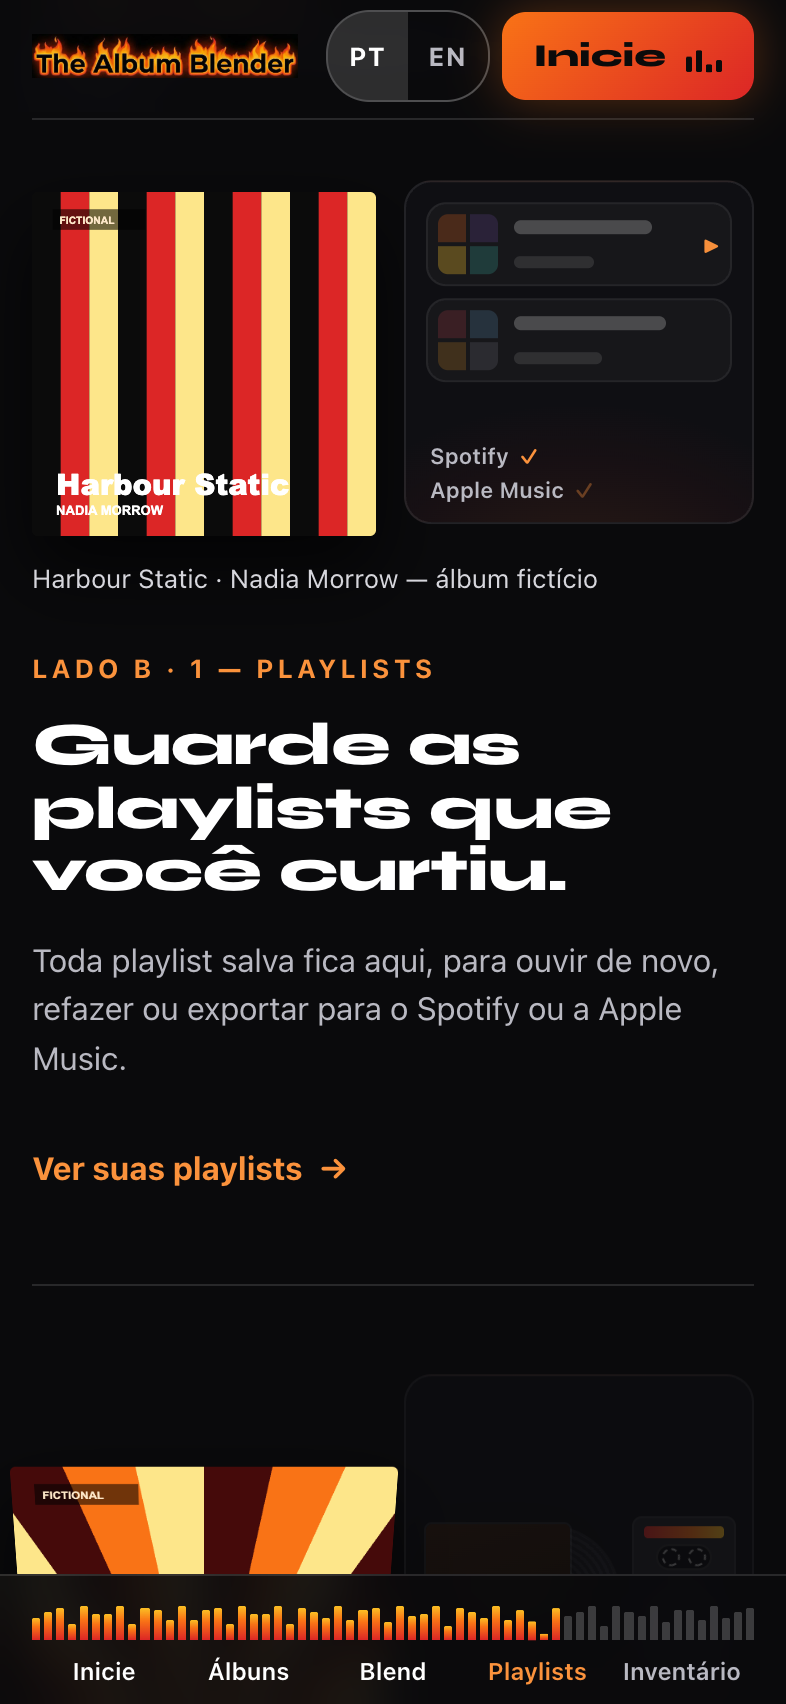 The Album Blender
PT
EN
Inicie
FICTIONAL
Harbour Static
NADIA MORROW
Spotify
Apple Music
Harbour Static · Nadia Morrow — álbum fictício
LADO B · 1 — PLAYLISTS
Guarde as
playlists que
você curtiu.
Toda playlist salva fica aqui, para ouvir de novo,
refazer ou exportar para o Spotify ou a Apple
Music.
Ver suas playlists →
FICTIONAL
Inicie
Álbuns
Blend
Playlists
Inventário